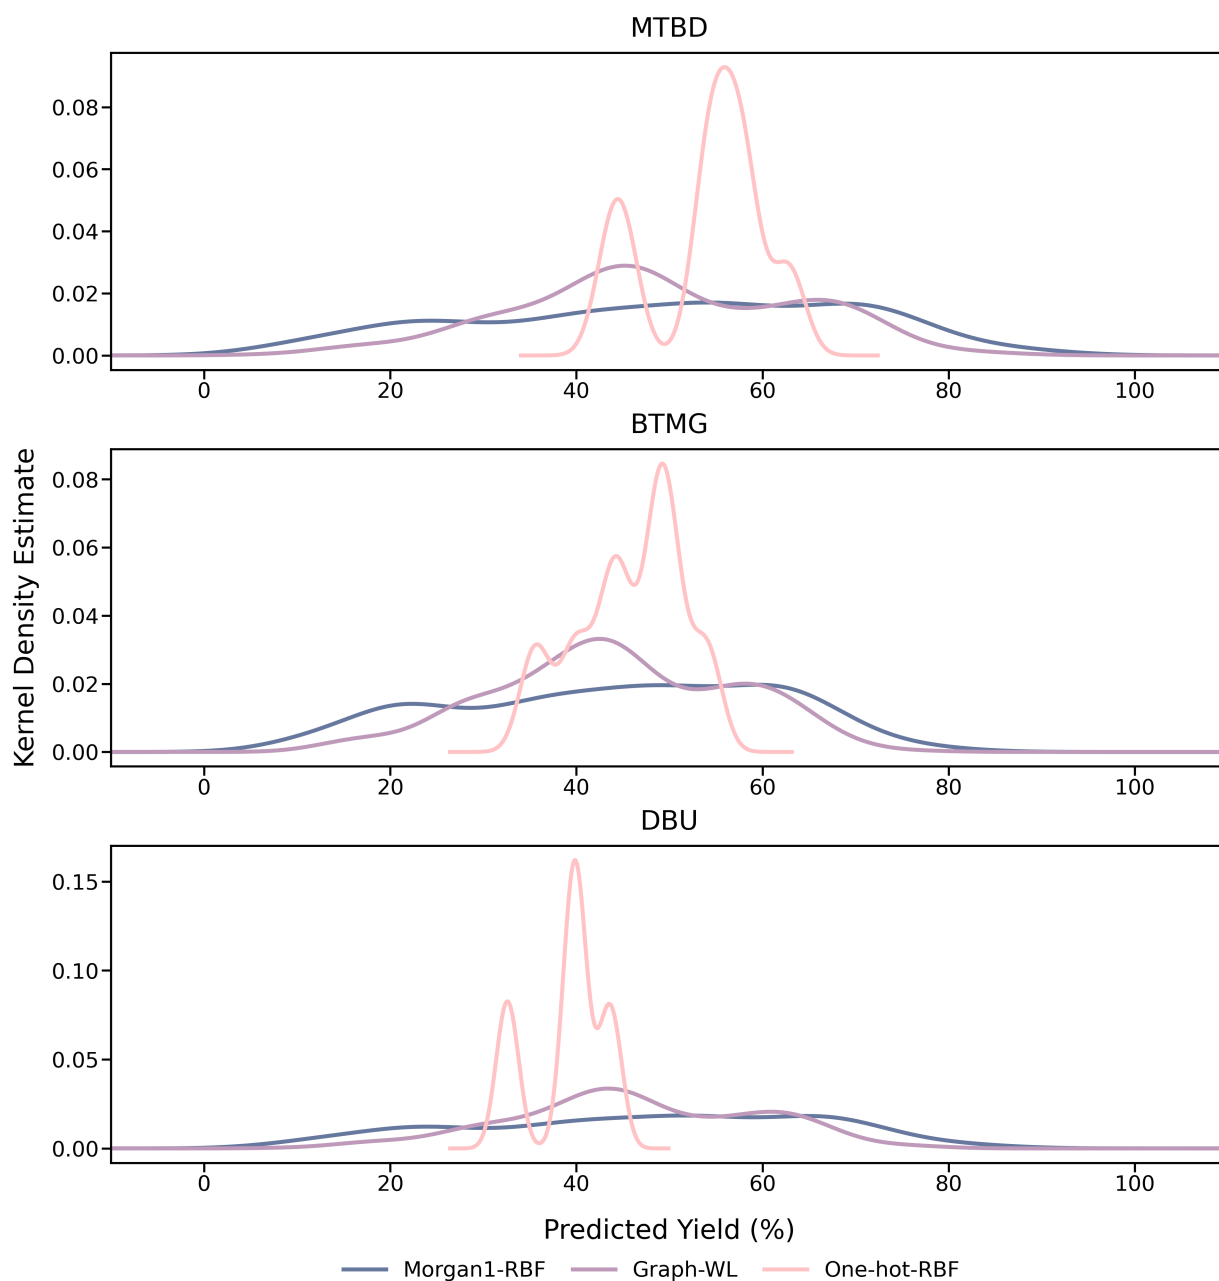 MTBD
0.08
0.06
0.04
0.02
0.00
0 20 40 60 80 100
BTMG
Kernel Density Estimate
0.08
0.06
0.04
0.02
0.00
0 20 40 60 80 100
DBU
0.15
0.10
0.05
0.00
0 20 40 60 80 100
Predicted Yield (%)
Morgan1-RBF Graph-WL One-hot-RBF